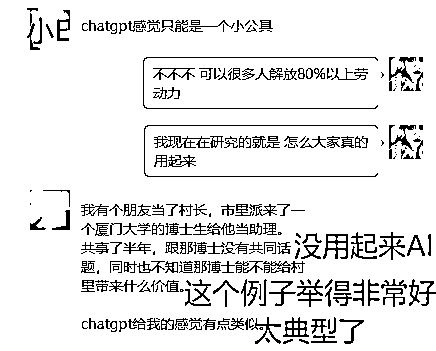 小E
chatgpt感觉只能是一个小公具
不不不 可以很多人解放80%以上劳
动力
我现在在研究的就是 怎么大家真的
用起来
我有个朋友当了村长,市里派来了一
个厦门大学的博士生给他当助理。
共事了半年,跟那博士没有共同话
题,同时也不知道那博士能不能给村
里带来什么价值。
chatgpt给我的感觉有点类似。
没用起来AI
这个例子举得非常好
太典型了